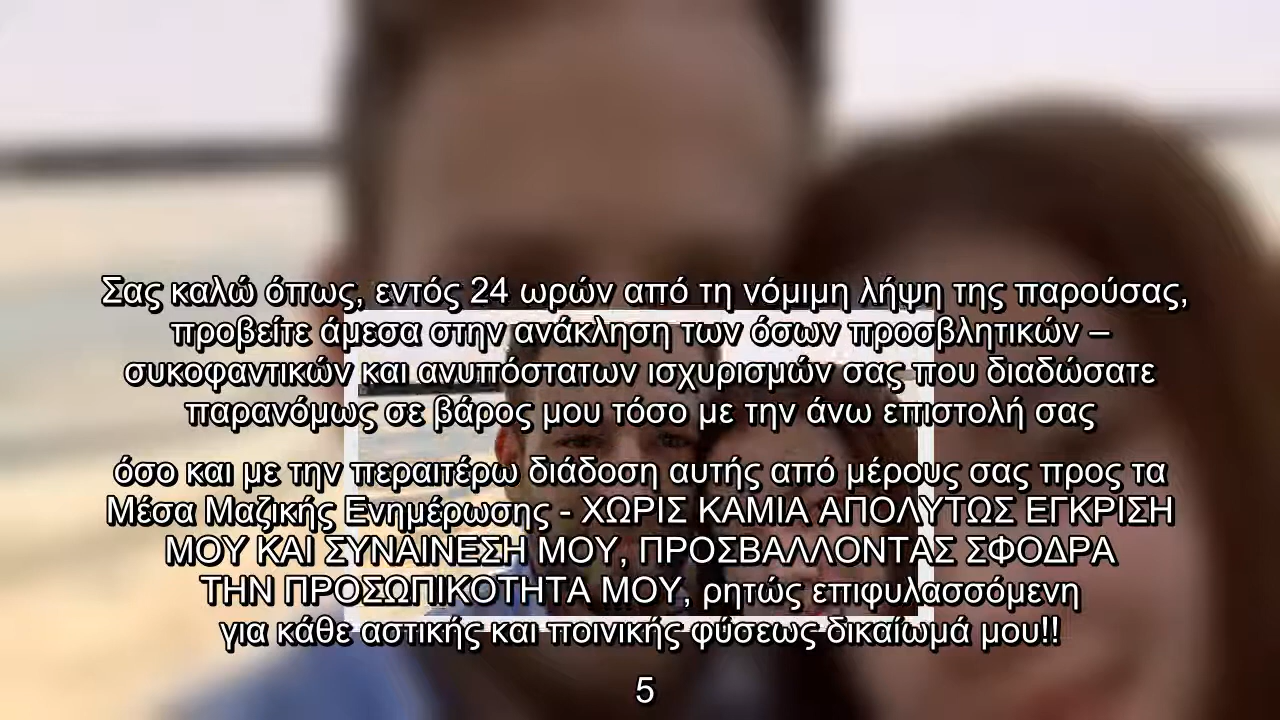 Σας καλώ όπως, εντός 24 ωρών από τη νόμιμη λήψη της παρούσας,
προβείτε άμεσα στην ανάκληση των όσων προσβλητικών –
συκοφαντικών και ανυπόστατων ισχυρισμών σας που διαδώσατε
παρανόμως σε βάρος μου τόσο με την άνω επιστολή σας
όσο και με την περαιτέρω διάδοση αυτής από μέρους σας προς τα
Μέσα Μαζικής Ενημέρωσης - ΧΩΡΙΣ ΚΑΜΙΑ ΑΠΟΛΥΤΩΣ ΕΓΚΡΙΣΗ
ΜΟΥ ΚΑΙ ΣΥΝΑΙΝΕΣΗ ΜΟΥ, ΠΡΟΣΒΑΛΛΟΝΤΑΣ ΣΦΟΔΡΑ
ΤΗΝ ΠΡΟΣΩΠΙΚΟΤΗΤΑ ΜΟΥ, ρητώς επιφυλασσόμενη
για κάθε αστικής και ποινικής φύσεως δικαίωμά μου!!
5